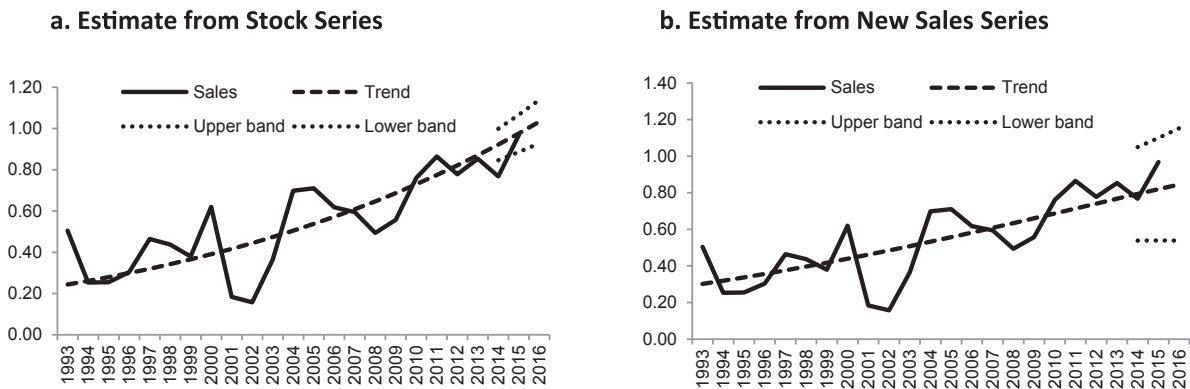 a. Estimate from Stock Series
Sales Trend
Upper band Lower band
1.20
1.00
0.80
0.60
0.40
0.20
0.00
1993 1994 1995 1996 1997 1998 1999 2000 2001 2002 2003 2004 2005 2006 2007 2008 2009 2010 2011 2012 2013 2014 2015 2016
b. Estimate from New Sales Series
Sales Trend
Upper band Lower band
1.40
1.20
1.00
0.80
0.60
0.40
0.20
0.00
1993 1994 1995 1996 1997 1998 1999 2000 2001 2002 2003 2004 2005 2006 2007 2008 2009 2010 2011 2012 2013 2014 2015 2016